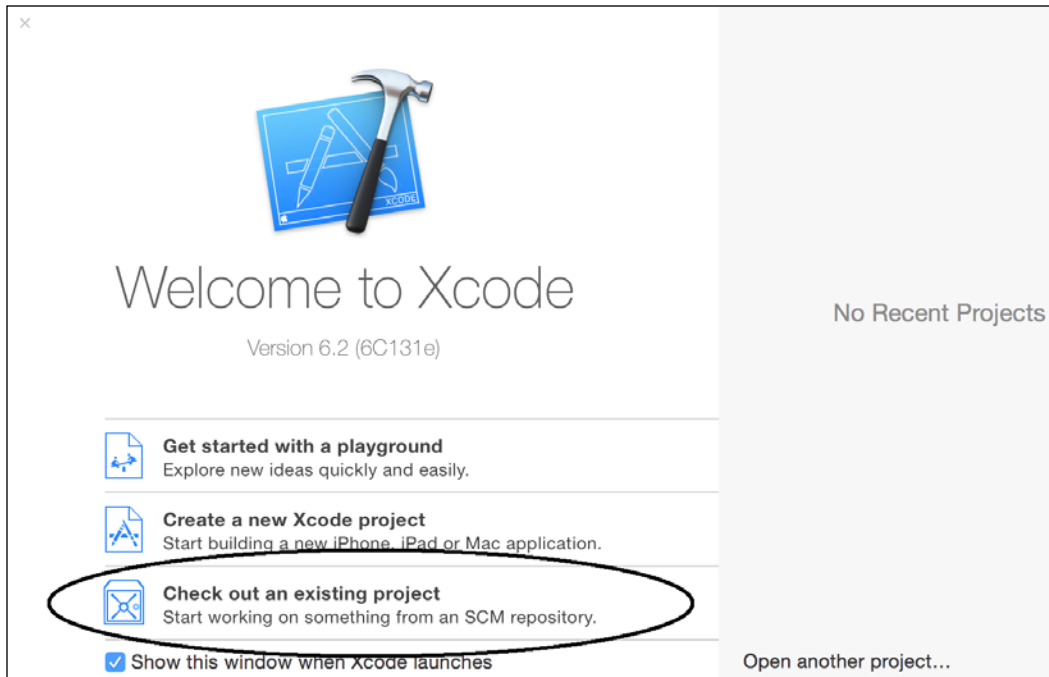 XCODE
Welcome to Xcode
Version 6.2 (6C131e)
Get started with a playground
Explore new ideas quickly and easily.
Create a new Xcode project
Start building a new iPhone, iPad or Mac application.
Check out an existing project
Start working on something from an SCM repository.
Show this window when Xcode launches
No Recent Projects
Open another project...